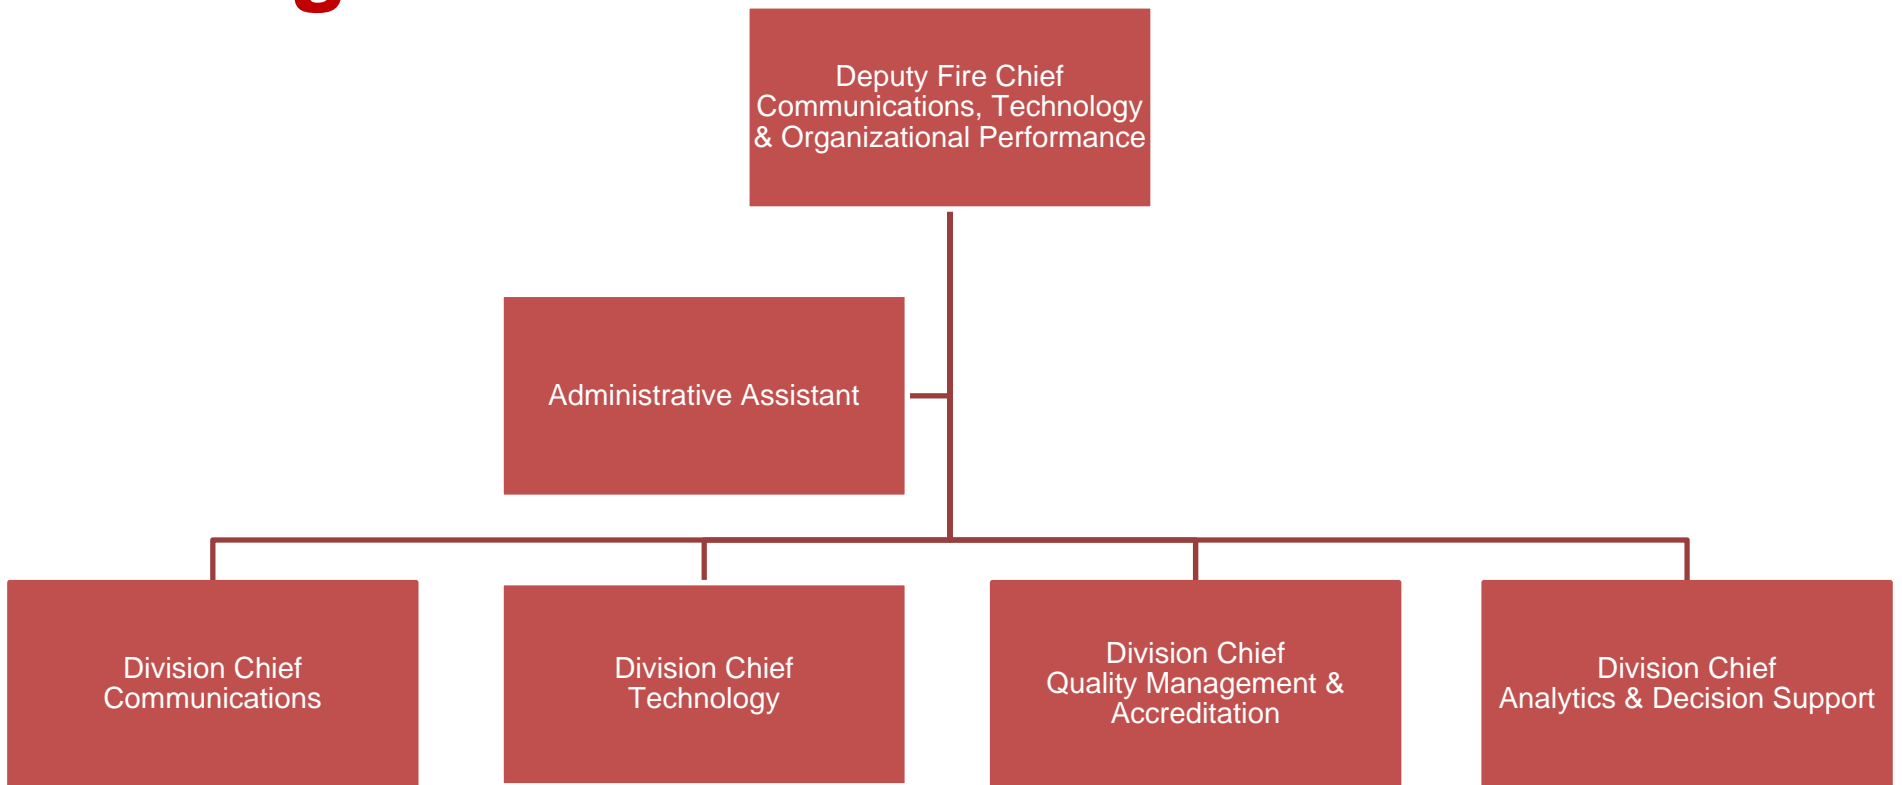 Deputy Fire Chief
Communications, Technology
& Organizational Performance
Administrative Assistant
Division Chief
Communications
Division Chief
Technology
Division Chief
Quality Management &
Accreditation
Division Chief
Analytics & Decision Support